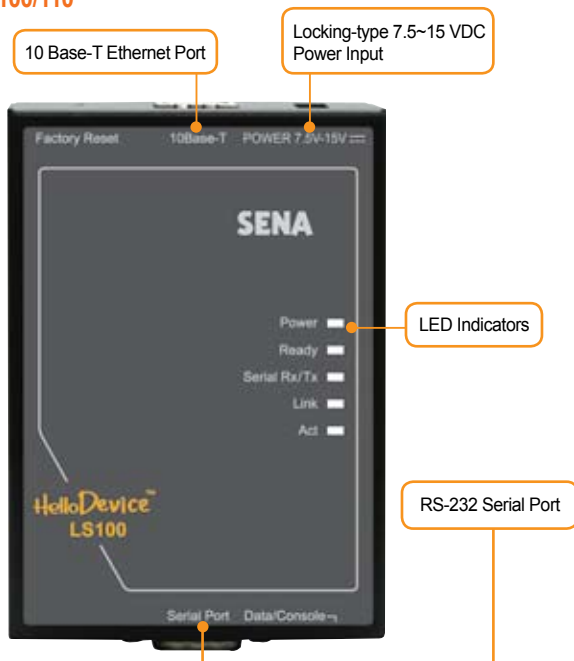 100/110
10 Base-T Ethernet Port
Locking-type 7.5~15 VDC
Power Input
Factory Reset 10Base-T POWER 7.5V-15V
SENA
Power
LED Indicators
Ready
Serial Rx/Tx
Link
Act
HelloDevice™
LS100
RS-232 Serial Port
Serial Port Data/Console